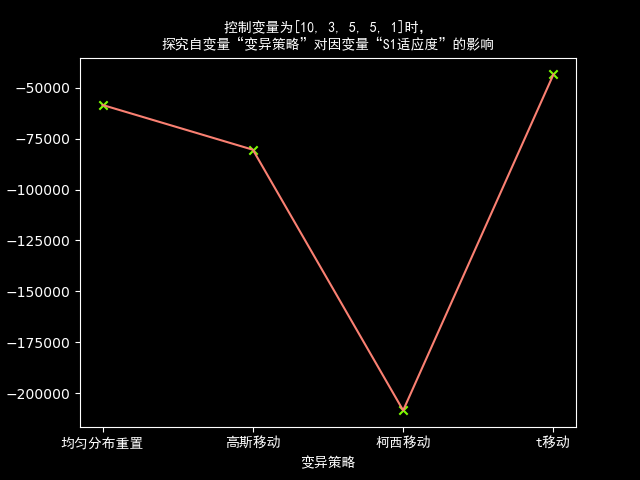 控制变量为[10, 3, 5, 5, 1]时，
探究自变量“变异策略”对因变量“S1适应度”的影响
−50000
−75000
−100000
−125000
−150000
−175000
−200000
均匀分布重置
高斯移动
柯西移动
t移动
变异策略